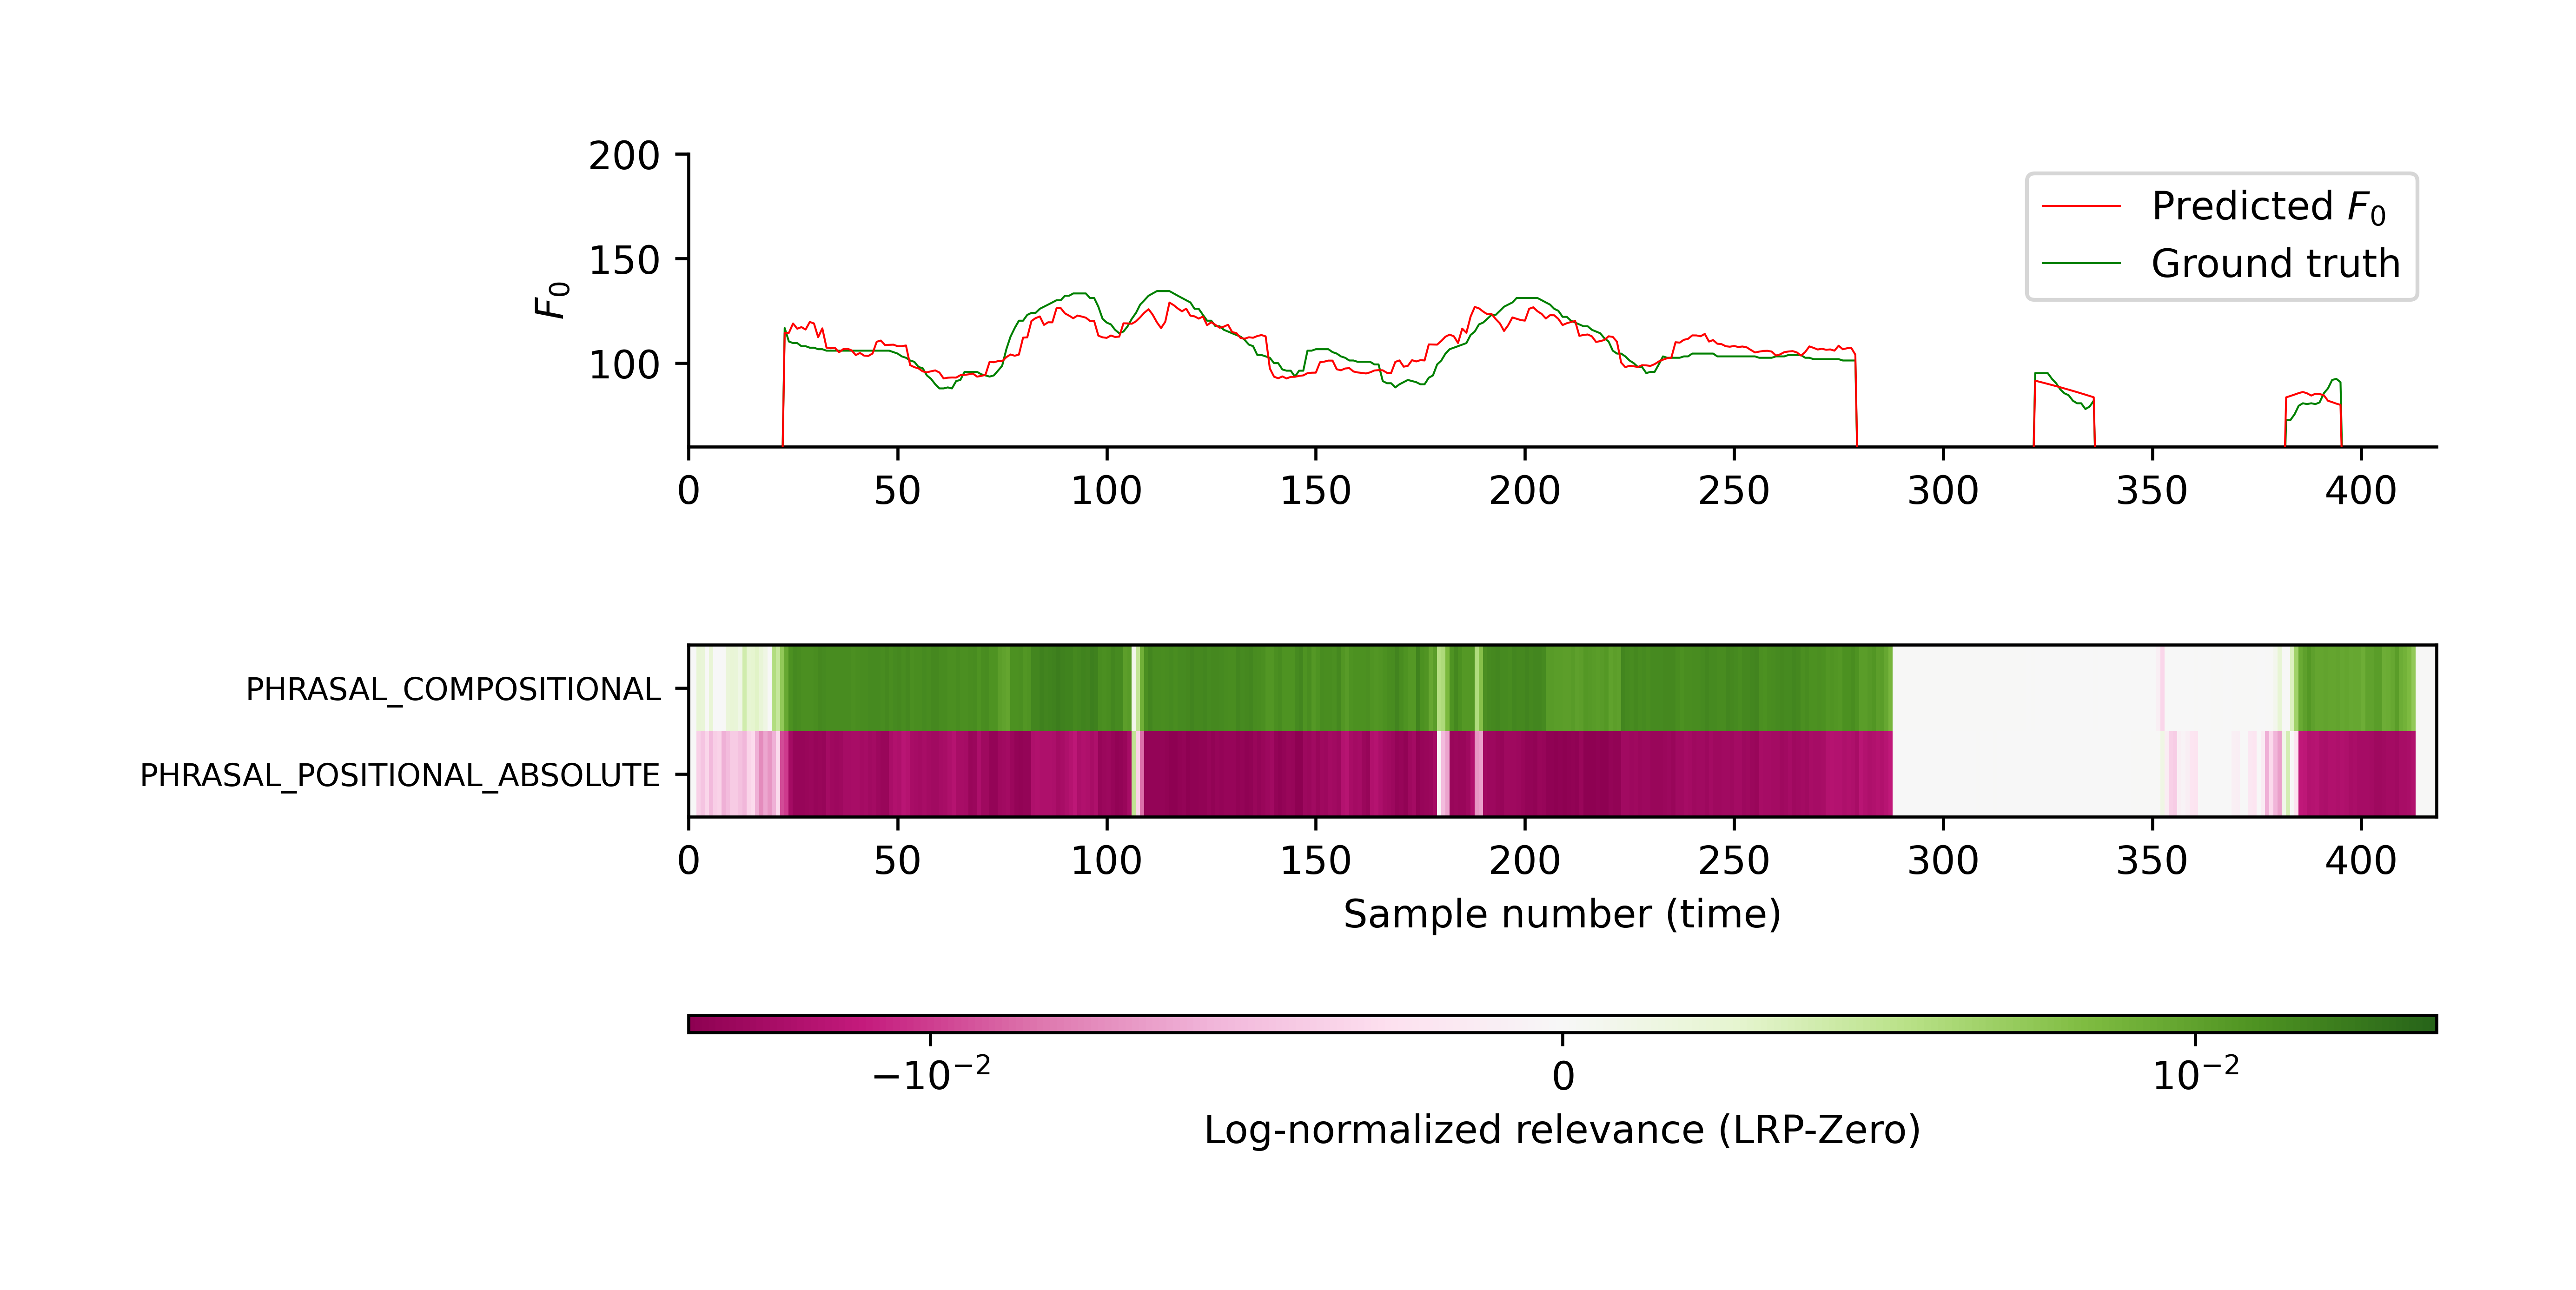 200
150
100
F₀
Predicted F₀
Ground truth
0 50 100 150 200 250 300 350 400
PHRASAL_COMPOSITIONAL
PHRASAL_POSITIONAL_ABSOLUTE
0 50 100 150 200 250 300 350 400
Sample number (time)
−10⁻² 0 10⁻²
Log-normalized relevance (LRP-Zero)